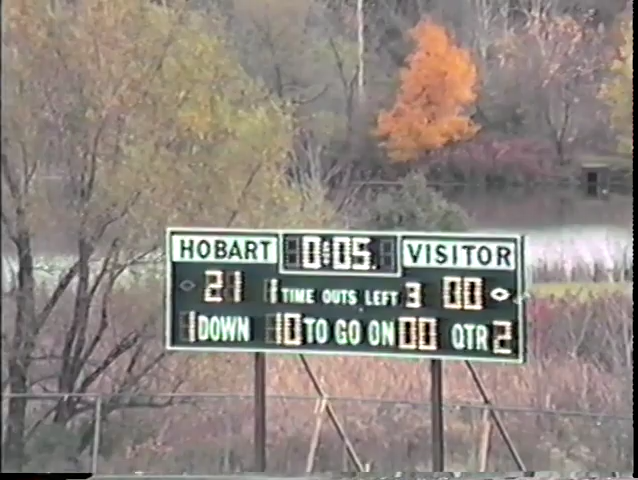 HOBART 0:05 VISITOR
21 1 TIME OUTS LEFT 3 00
1 DOWN 10 TO GO ON 00 QTR 2